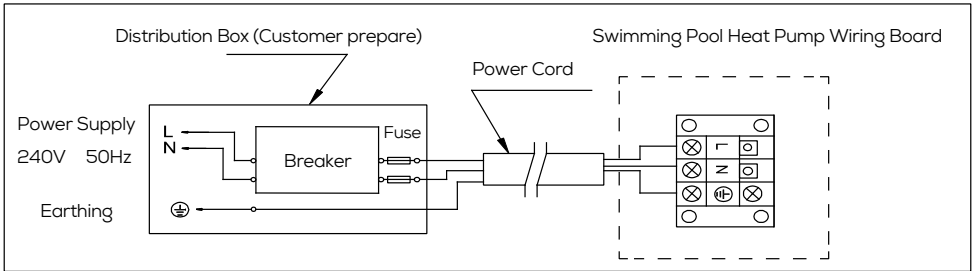 Distribution Box (Customer prepare)
Swimming Pool Heat Pump Wiring Board
Power Cord
Power Supply
240V 50Hz
L
N
Fuse
Breaker
Earthing
L
N